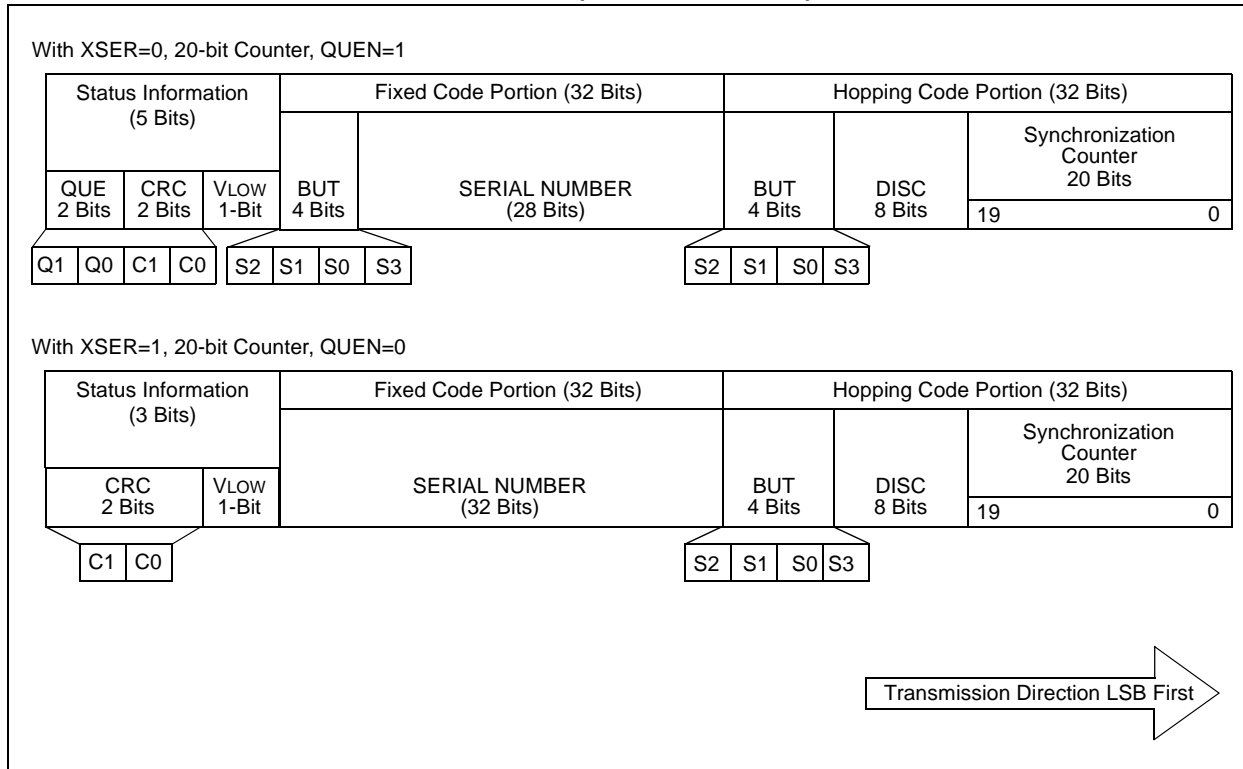 With XSER=0, 20-bit Counter, QUEN=1
Status Information
(5 Bits)
Fixed Code Portion (32 Bits)
Hopping Code Portion (32 Bits)
QUE
2 Bits
CRC
2 Bits
VLOW
1-Bit
BUT
4 Bits
SERIAL NUMBER
(28 Bits)
BUT
4 Bits
DISC
8 Bits
Synchronization
Counter
20 Bits
19 0
Q1 Q0 C1 C0
S2 S1 S0 S3
S2 S1 S0 S3
With XSER=1, 20-bit Counter, QUEN=0
Status Information
(3 Bits)
Fixed Code Portion (32 Bits)
Hopping Code Portion (32 Bits)
CRC
2 Bits
VLOW
1-Bit
SERIAL NUMBER
(32 Bits)
BUT
4 Bits
DISC
8 Bits
Synchronization
Counter
20 Bits
19 0
C1 C0
S2 S1 S0 S3
Transmission Direction LSB First